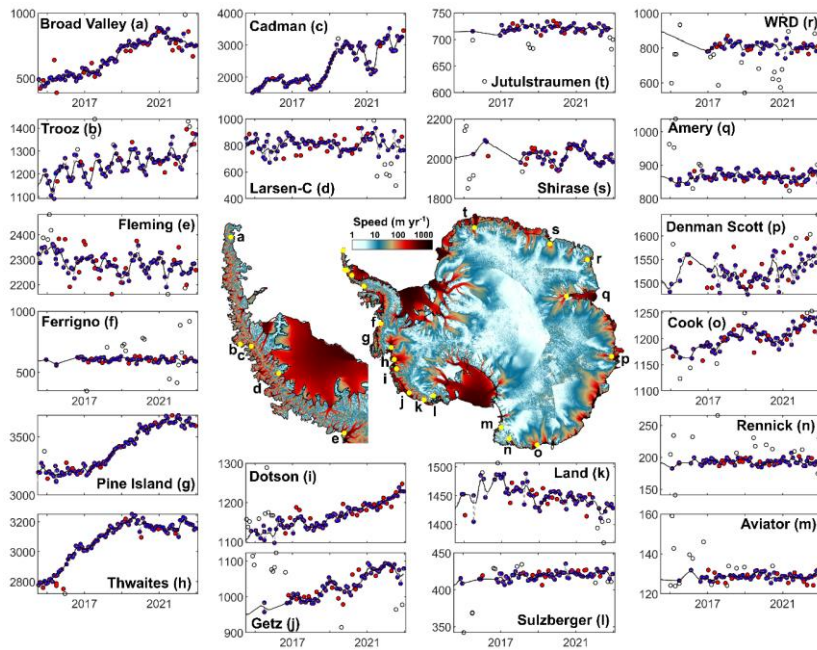 Broad Valley (a)
1000
500
2017
2021
Cadman (c)
3000
2000
2017
2021
750
700
650
600
Jutulstraumen (t)
2017
2021
WRD (r)
1000
800
600
400
2017
2021
Trooz (b)
1400
1300
1200
1100
1000
800
600
400
Larsen-C (d)
2200
2000
1800
Shirase (s)
Amery (q)
1000
900
800
Fleming (e)
2400
2300
2200
Speed (m yr-1)
1 10 100 1000
Denman Scott (p)
1600
1550
1500
Ferrigno (f)
1000
500
Cook (o)
1250
1200
1150
1100
3500
3000
Pine Island (g)
Rennick (n)
250
200
150
3200
3000
2800
Thwaites (h)
2017
2021
Dotson (i)
1300
1200
1100
1100
1000
900
Getz (j)
2017
2021
Land (k)
1500
1450
1400
450
400
350
Sulzberger (l)
2017
2021
Aviator (m)
160
140
120
2017
2021
a
b
c
d
e
t
s
r
f
g
q
h
i
p
j
k
l
m
n
o